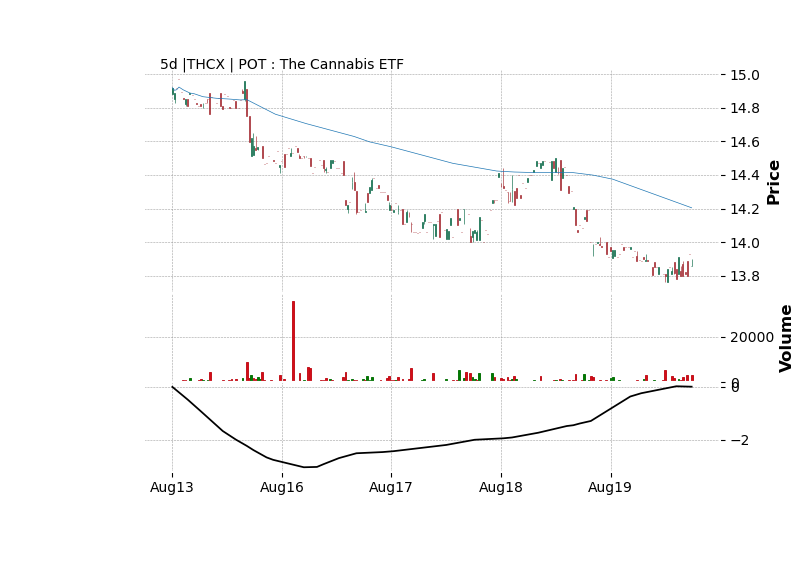 5d |THCX | POT : The Cannabis ETF
15.0
14.8
14.6
14.4
14.2
14.0
13.8
Price
20000
0
Volume
0
−2
Aug13 Aug16 Aug17 Aug18 Aug19